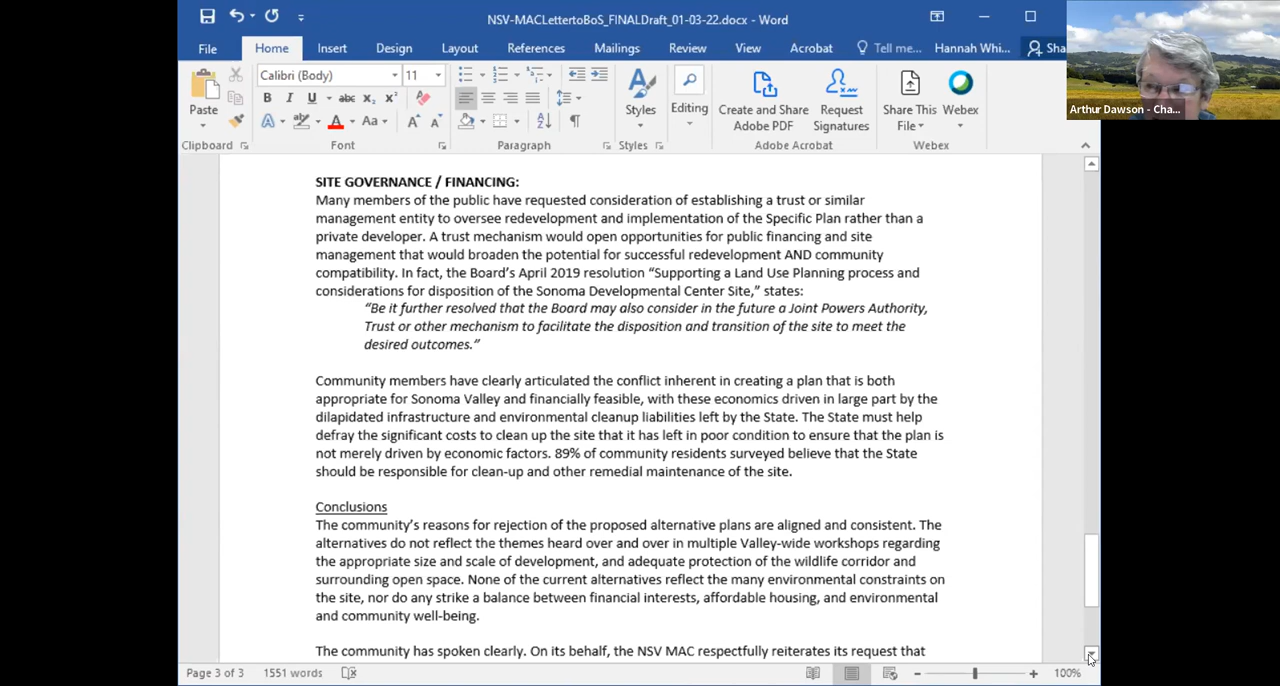 NSV-MACLettertoBoS_FINALDraft_01-03-22.docx - Word
File Home Insert Design Layout References Mailings Review View Acrobat Tell me... Hannah Whi... Sha
Arthur Dawson - Cha...
Calibri (Body) 11
Paste
B I U abc X₂ X²
A A Aa A A
Styles
Editing
Create and Share
Adobe PDF
Request
Signatures
Share This
File
Webex
Clipboard Font Paragraph Styles Adobe Acrobat Webex
SITE GOVERNANCE / FINANCING:
Many members of the public have requested consideration of establishing a trust or similar
management entity to oversee redevelopment and implementation of the Specific Plan rather than a
private developer. A trust mechanism would open opportunities for public financing and site
management that would broaden the potential for successful redevelopment AND community
compatibility. In fact, the Board's April 2019 resolution "Supporting a Land Use Planning process and
considerations for disposition of the Sonoma Developmental Center Site," states:
"Be it further resolved that the Board may also consider in the future a Joint Powers Authority,
Trust or other mechanism to facilitate the disposition and transition of the site to meet the
desired outcomes."
Community members have clearly articulated the conflict inherent in creating a plan that is both
appropriate for Sonoma Valley and financially feasible, with these economics driven in large part by the
dilapidated infrastructure and environmental cleanup liabilities left by the State. The State must help
defray the significant costs to clean up the site that it has left in poor condition to ensure that the plan is
not merely driven by economic factors. 89% of community residents surveyed believe that the State
should be responsible for clean-up and other remedial maintenance of the site.
Conclusions
The community's reasons for rejection of the proposed alternative plans are aligned and consistent. The
alternatives do not reflect the themes heard over and over in multiple Valley-wide workshops regarding
the appropriate size and scale of development, and adequate protection of the wildlife corridor and
surrounding open space. None of the current alternatives reflect the many environmental constraints on
the site, nor do any strike a balance between financial interests, affordable housing, and environmental
and community well-being.
The community has spoken clearly. On its behalf, the NSV MAC respectfully reiterates its request that
Page 3 of 3 1551 words 100%